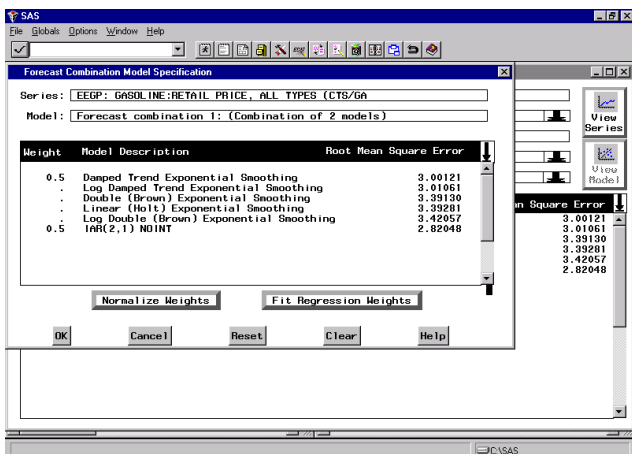 SAS
File Globals Options Window Help
Forecast Combination Model Specification
Series: EEGP: GASOLINE:RETAIL PRICE, ALL TYPES (CTS/GA
Model: Forecast combination 1: (Combination of 2 models)
View Series
View Model
Weight Model Description Root Mean Square Error
0.5 Damped Trend Exponential Smoothing 3.00121
. Log Damped Trend Exponential Smoothing 3.01061
. Double (Brown) Exponential Smoothing 3.39130
. Linear (Holt) Exponential Smoothing 3.39281
. Log Double (Brown) Exponential Smoothing 3.42057
0.5 IAR(2,1) NOINT 2.82048
n Square Error
3.00121
3.01061
3.39130
3.39281
3.42057
2.82048
Normalize Weights Fit Regression Weights
OK Cancel Reset Clear Help
C:\SAS